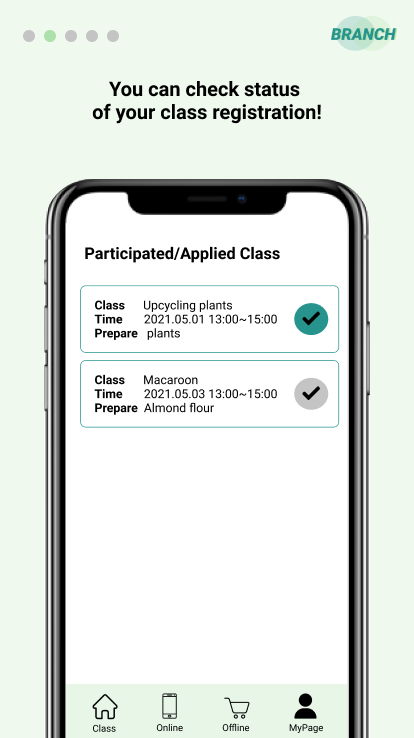 BRANCH
You can check status
of your class registration!
Participated/Applied Class
Class Upcycling plants
Time 2021.05.01 13:00~15:00
Prepare plants
Class Macaroon
Time 2021.05.03 13:00~15:00
Prepare Almond flour
Class Online Offline MyPage